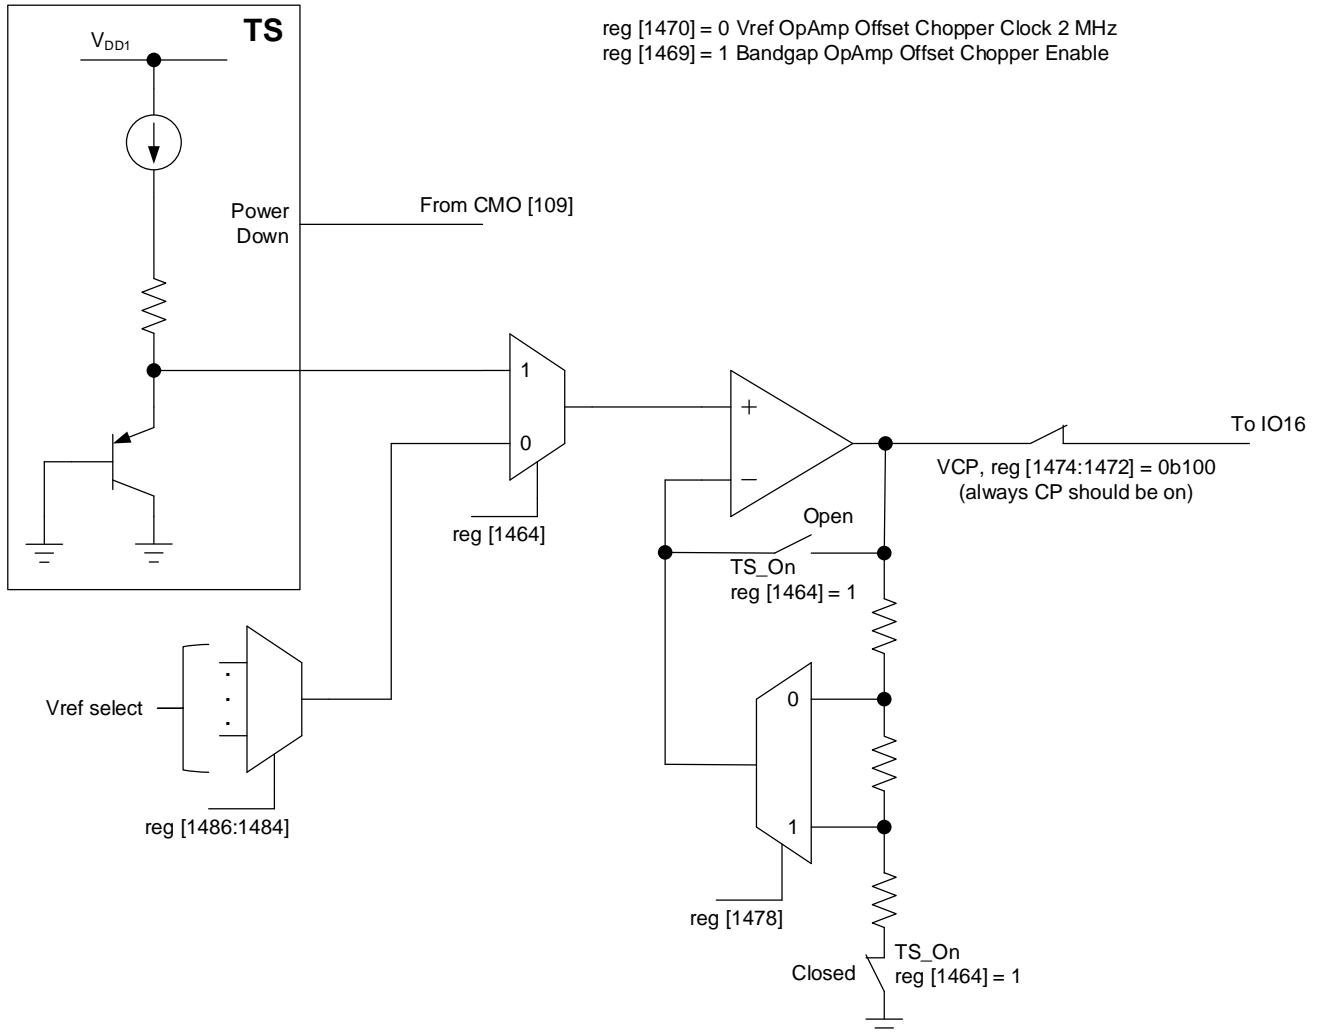 TS
reg [1470] = 0 Vref OpAmp Offset Chopper Clock 2 MHz
reg [1469] = 1 Bandgap OpAmp Offset Chopper Enable
VDD1
Power
Down
From CMO [109]
1
0
reg [1464]
+
−
To IO16
VCP, reg [1474:1472] = 0b100
(always CP should be on)
Open
TS_On
reg [1464] = 1
Vref select
reg [1486:1484]
0
1
reg [1478]
Closed
TS_On
reg [1464] = 1